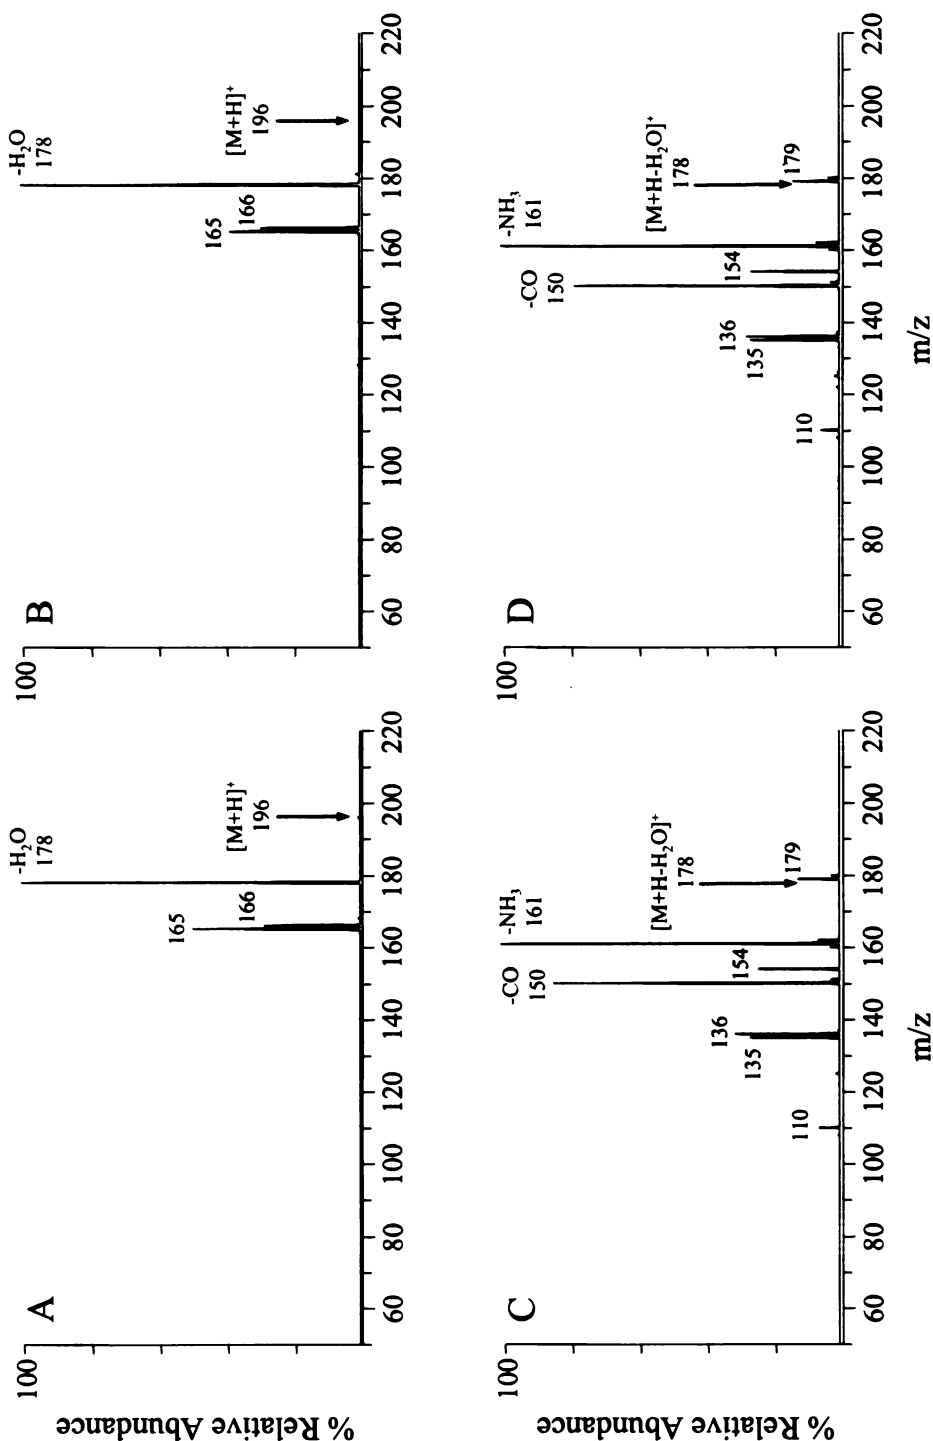 A
100
-H₂O
178
165
166
[M+H]⁺
196
60 80 100 120 140 160 180 200 220
B
100
-H₂O
178
165
166
[M+H]⁺
196
60 80 100 120 140 160 180 200 220
C
100
-NH₃
161
-CO
150
[M+H-H₂O]⁺
178
179
154
136
135
110
60 80 100 120 140 160 180 200 220
m/z
D
100
-NH₃
161
-CO
150
[M+H-H₂O]⁺
178
179
154
136
135
110
60 80 100 120 140 160 180 200 220
m/z
% Relative Abundance
% Relative Abundance